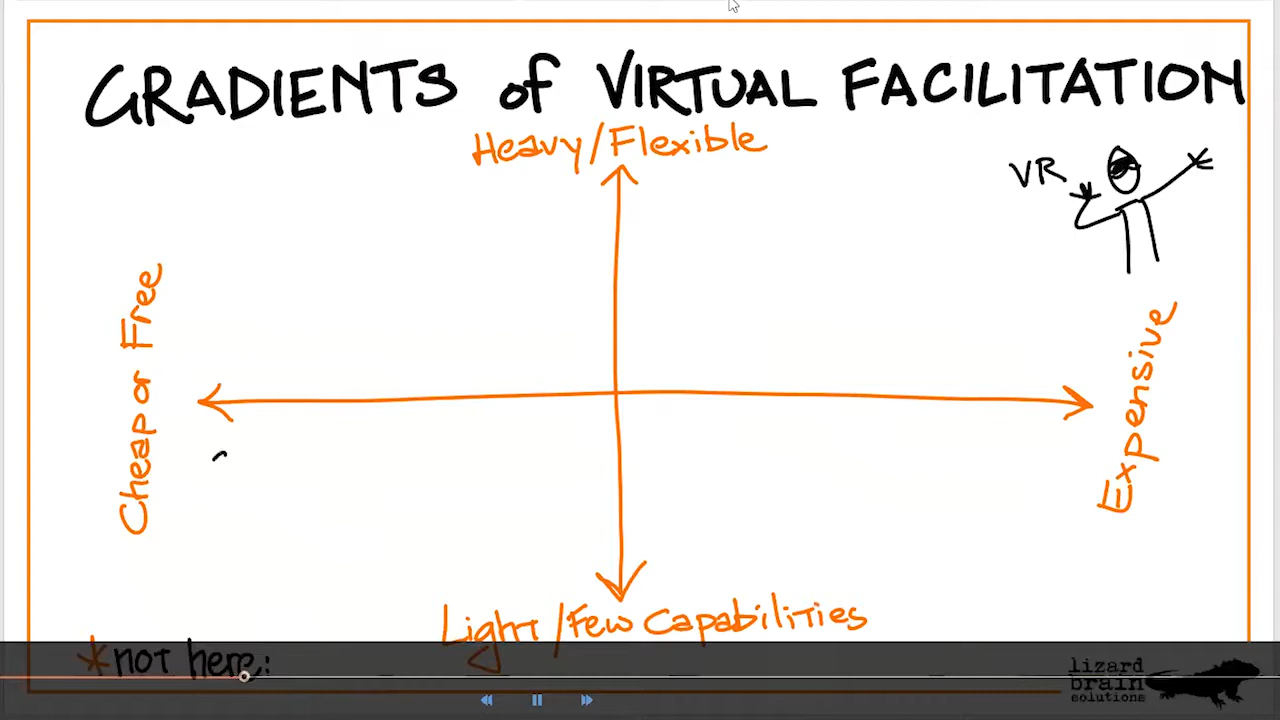 GRADIENTS of VIRTUAL FACILITATION
Heavy/Flexible
VR
Cheap or Free
Expensive
Light/Few Capabilities
*not here:
lizard
brain
solutions